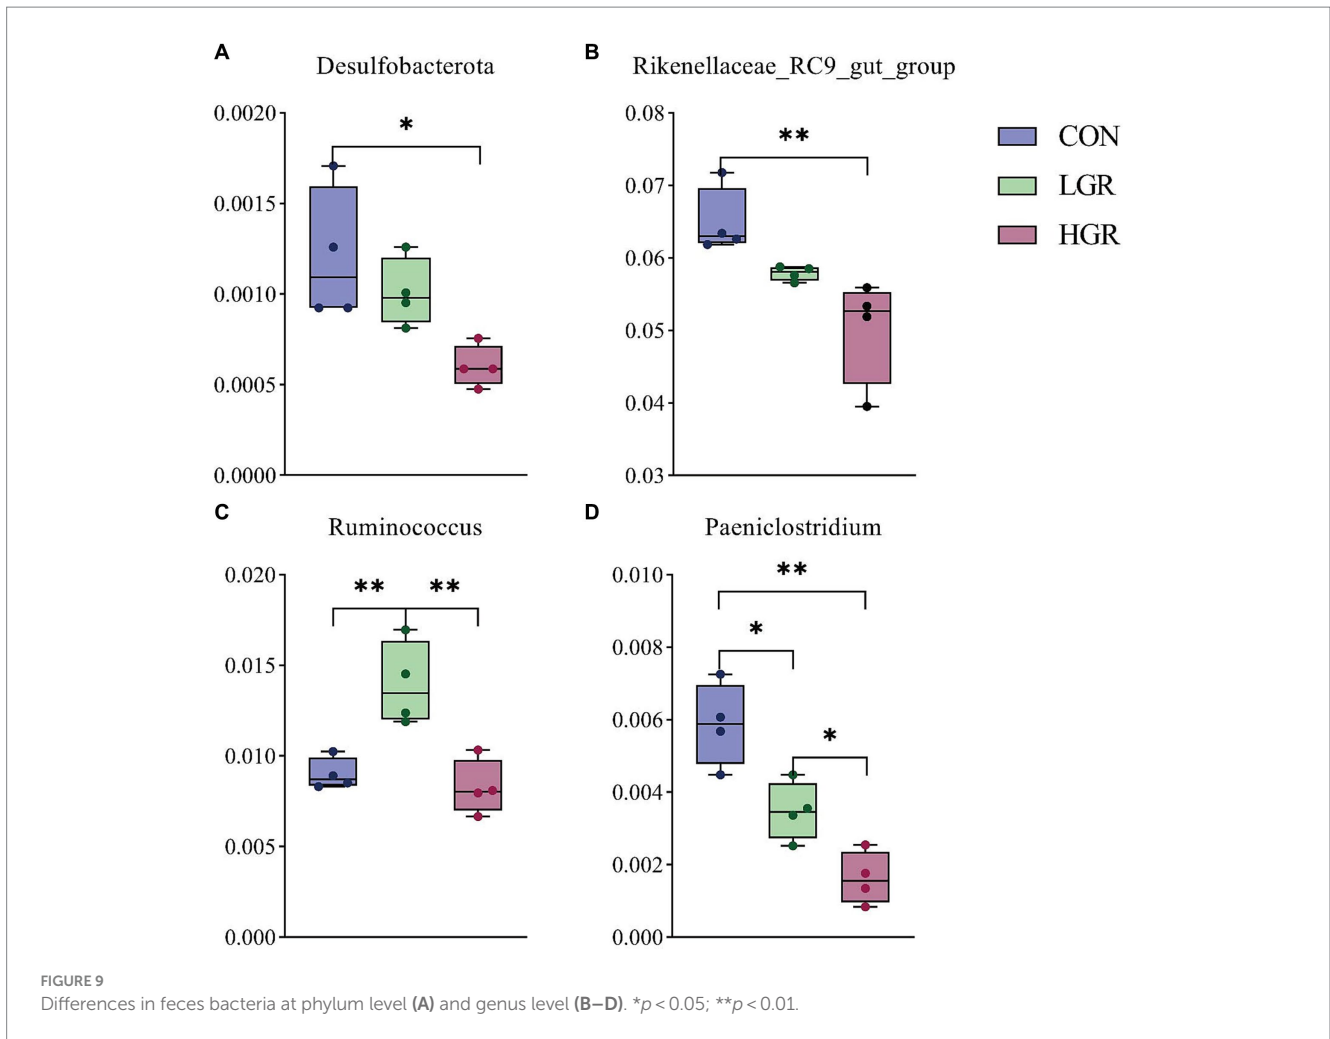 A
Desulfobacterota
0.0020
0.0015
0.0010
0.0005
0.0000
*
B
Rikenellaceae_RC9_gut_group
0.08
0.07
0.06
0.05
0.04
0.03
**
CON
LGR
HGR
C
Ruminococcus
0.020
0.015
0.010
0.005
0.000
** **
D
Paeniclostridium
0.010
0.008
0.006
0.004
0.002
0.000
**
*
*
FIGURE 9
Differences in feces bacteria at phylum level (A) and genus level (B–D). *p < 0.05; **p < 0.01.